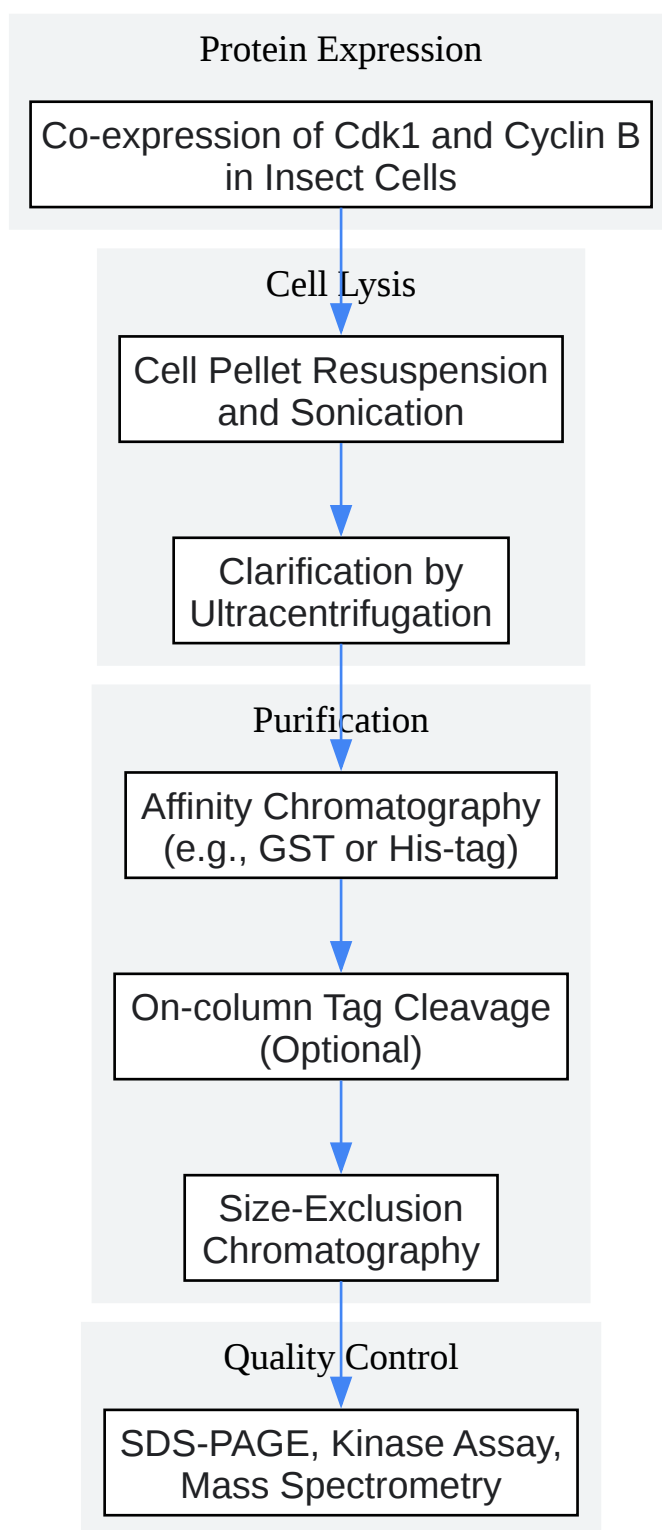 Protein Expression
Co-expression of Cdk1 and Cyclin B
in Insect Cells
Cell Lysis
Cell Pellet Resuspension
and Sonication
Clarification by
Ultracentrifugation
Purification
Affinity Chromatography
(e.g., GST or His-tag)
On-column Tag Cleavage
(Optional)
Size-Exclusion
Chromatography
Quality Control
SDS-PAGE, Kinase Assay,
Mass Spectrometry